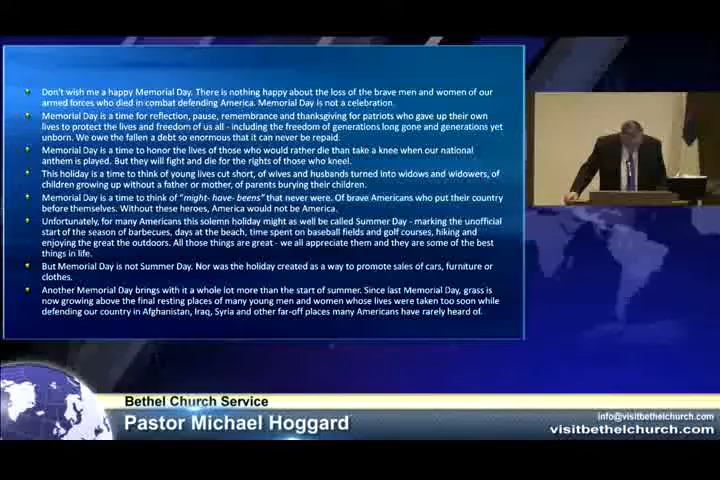 Don't wish me a happy Memorial Day. There is nothing happy about the loss of the brave men and women of our
armed forces who died in combat defending America. Memorial Day is not a celebration.
Memorial Day is a time for reflection, pause, remembrance and thanksgiving for patriots who gave up their own
lives to protect the lives and freedom of us all - including the freedom of generations long gone and generations yet
unborn. We owe the fallen a debt so enormous that it can never be repaid.
Memorial Day is a time to honor the lives of those who would rather die than take a knee when our national
anthem is played. But they will fight and die for the rights of those who kneel.
This holiday is a time to think of young lives cut short, of wives and husbands turned into widows and widowers, of
children growing up without a father or mother, of parents burying their children.
Memorial Day is a time to think of "might- have- beens" that never were. Of brave Americans who put their country
before themselves. Without these heroes, America would not be America.
Unfortunately, for many Americans this solemn holiday might as well be called Summer Day - marking the unofficial
start of the season of barbecues, days at the beach, time spent on baseball fields and golf courses, hiking and
enjoying the great the outdoors. All those things are great - we all appreciate them and they are some of the best
things in life.
But Memorial Day is not Summer Day. Nor was the holiday created as a way to promote sales of cars, furniture or
clothes.
Another Memorial Day brings with it a whole lot more than the start of summer. Since last Memorial Day, grass is
now growing above the final resting places of many young men and women whose lives were taken too soon while
defending our country in Afghanistan, Iraq, Syria and other far-off places many Americans have rarely heard of.
Bethel Church Service
Pastor Michael Hoggard
info@visitbethelchurch.com
visitbethelchurch.com